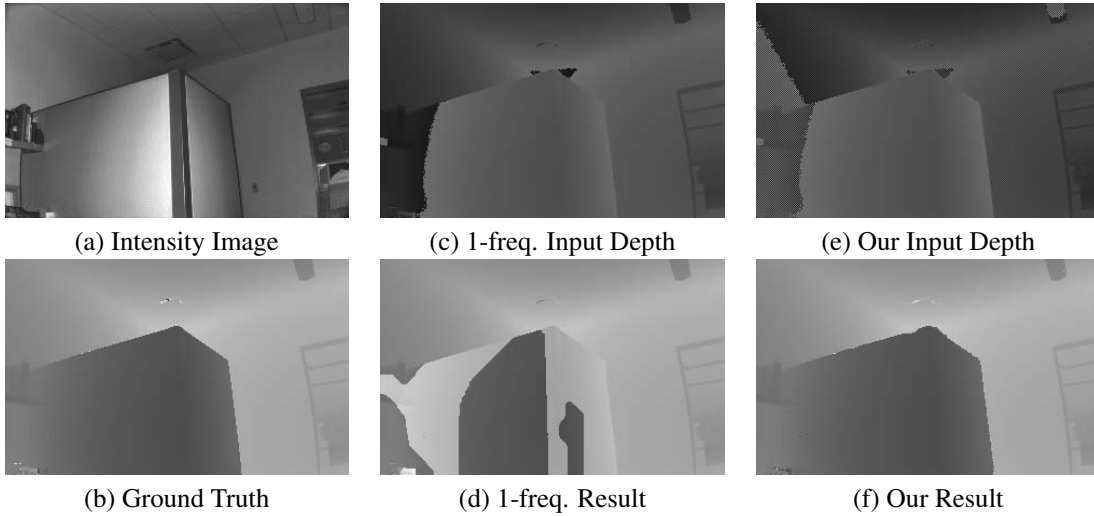 (a) Intensity Image
(c) 1-freq. Input Depth
(e) Our Input Depth
(b) Ground Truth
(d) 1-freq. Result
(f) Our Result